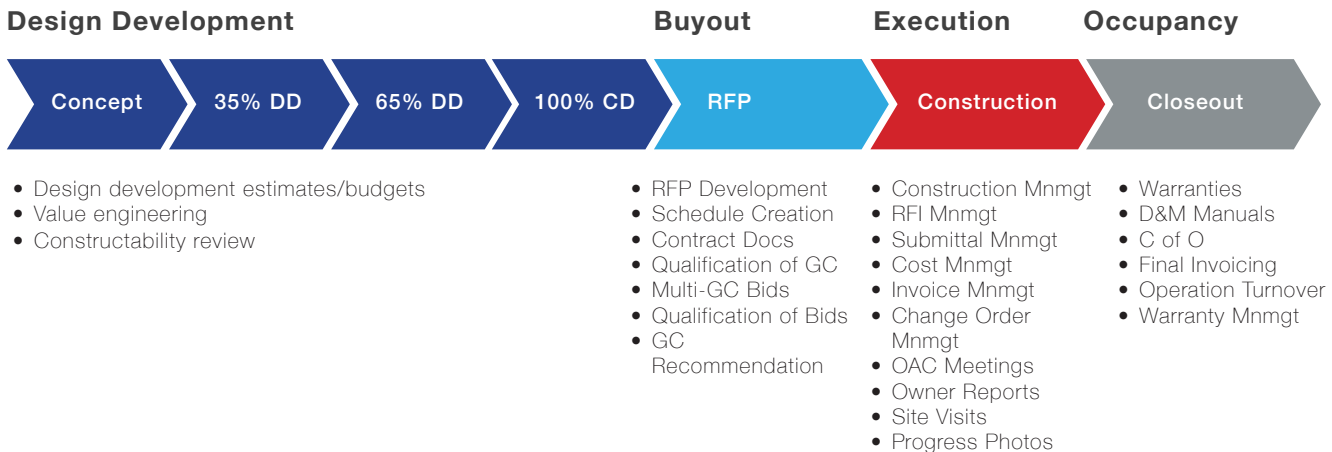 Design Development
Buyout
Execution
Occupancy
Concept
35% DD
65% DD
100% CD
RFP
Construction
Closeout
• Design development estimates/budgets
• Value engineering
• Constructability review
• RFP Development
• Schedule Creation
• Contract Docs
• Qualification of GC
• Multi-GC Bids
• Qualification of Bids
• GC
Recommendation
• Construction Mnmgt
• RFI Mnmgt
• Submittal Mnmgt
• Cost Mnmgt
• Invoice Mnmgt
• Change Order
Mnmgt
• OAC Meetings
• Owner Reports
• Site Visits
• Progress Photos
• Warranties
• D&M Manuals
• C of O
• Final Invoicing
• Operation Turnover
• Warranty Mnmgt